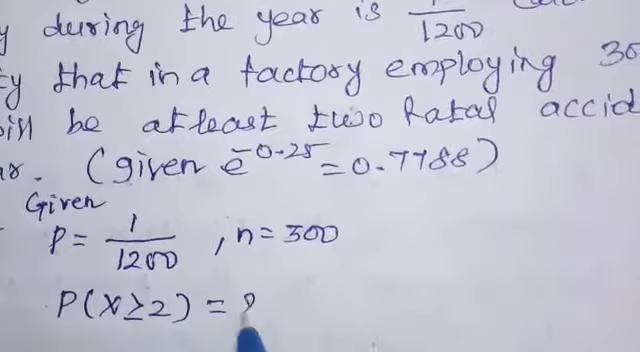 during the year is 1/1200
that in a factory employing 30
be atleast two fatal accid
(given e^-0.25 = 0.7788)
Given
P = 1/1200 , n = 300
P(X≥2) =